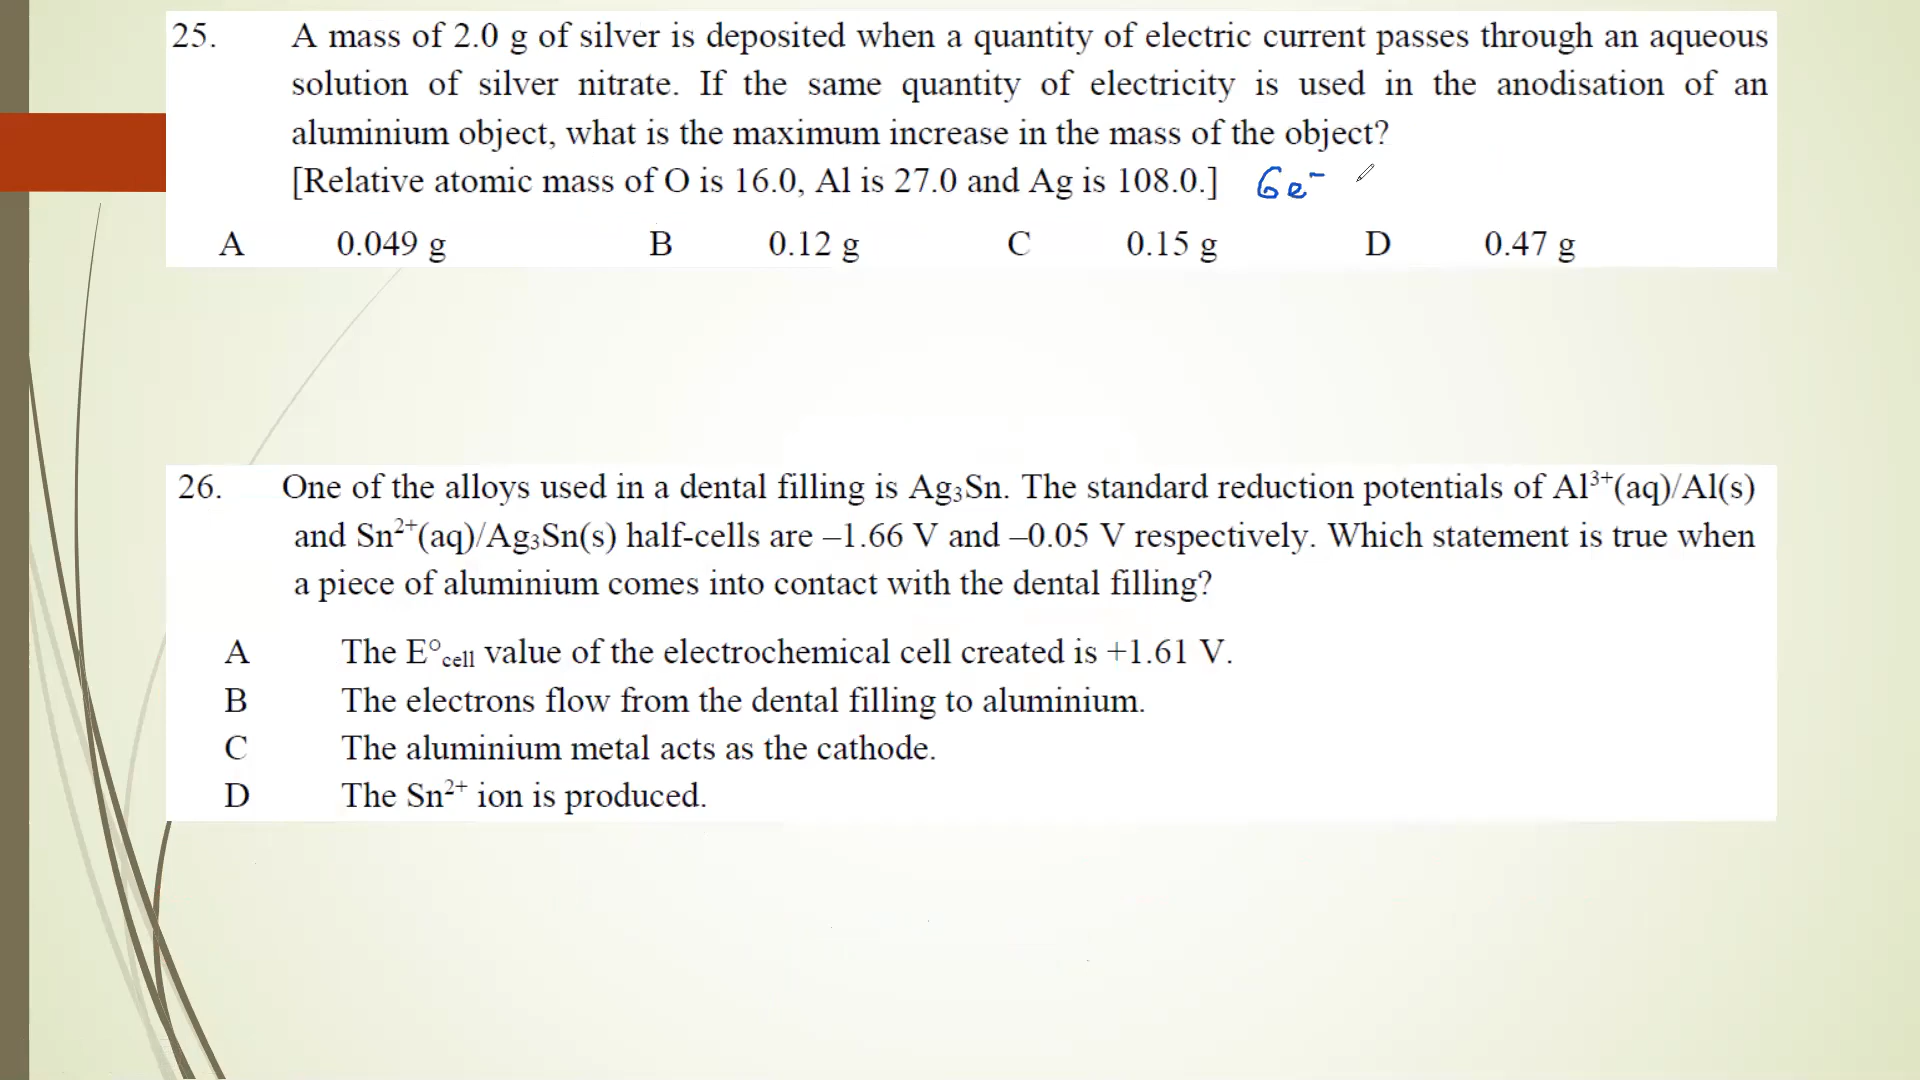 25. A mass of 2.0 g of silver is deposited when a quantity of electric current passes through an aqueous
solution of silver nitrate. If the same quantity of electricity is used in the anodisation of an
aluminium object, what is the maximum increase in the mass of the object?
[Relative atomic mass of O is 16.0, Al is 27.0 and Ag is 108.0.] 6e⁻
A 0.049 g B 0.12 g C 0.15 g D 0.47 g
26. One of the alloys used in a dental filling is Ag₃Sn. The standard reduction potentials of Al³⁺(aq)/Al(s)
and Sn²⁺(aq)/Ag₃Sn(s) half-cells are –1.66 V and –0.05 V respectively. Which statement is true when
a piece of aluminium comes into contact with the dental filling?
A The E°cell value of the electrochemical cell created is +1.61 V.
B The electrons flow from the dental filling to aluminium.
C The aluminium metal acts as the cathode.
D The Sn²⁺ ion is produced.